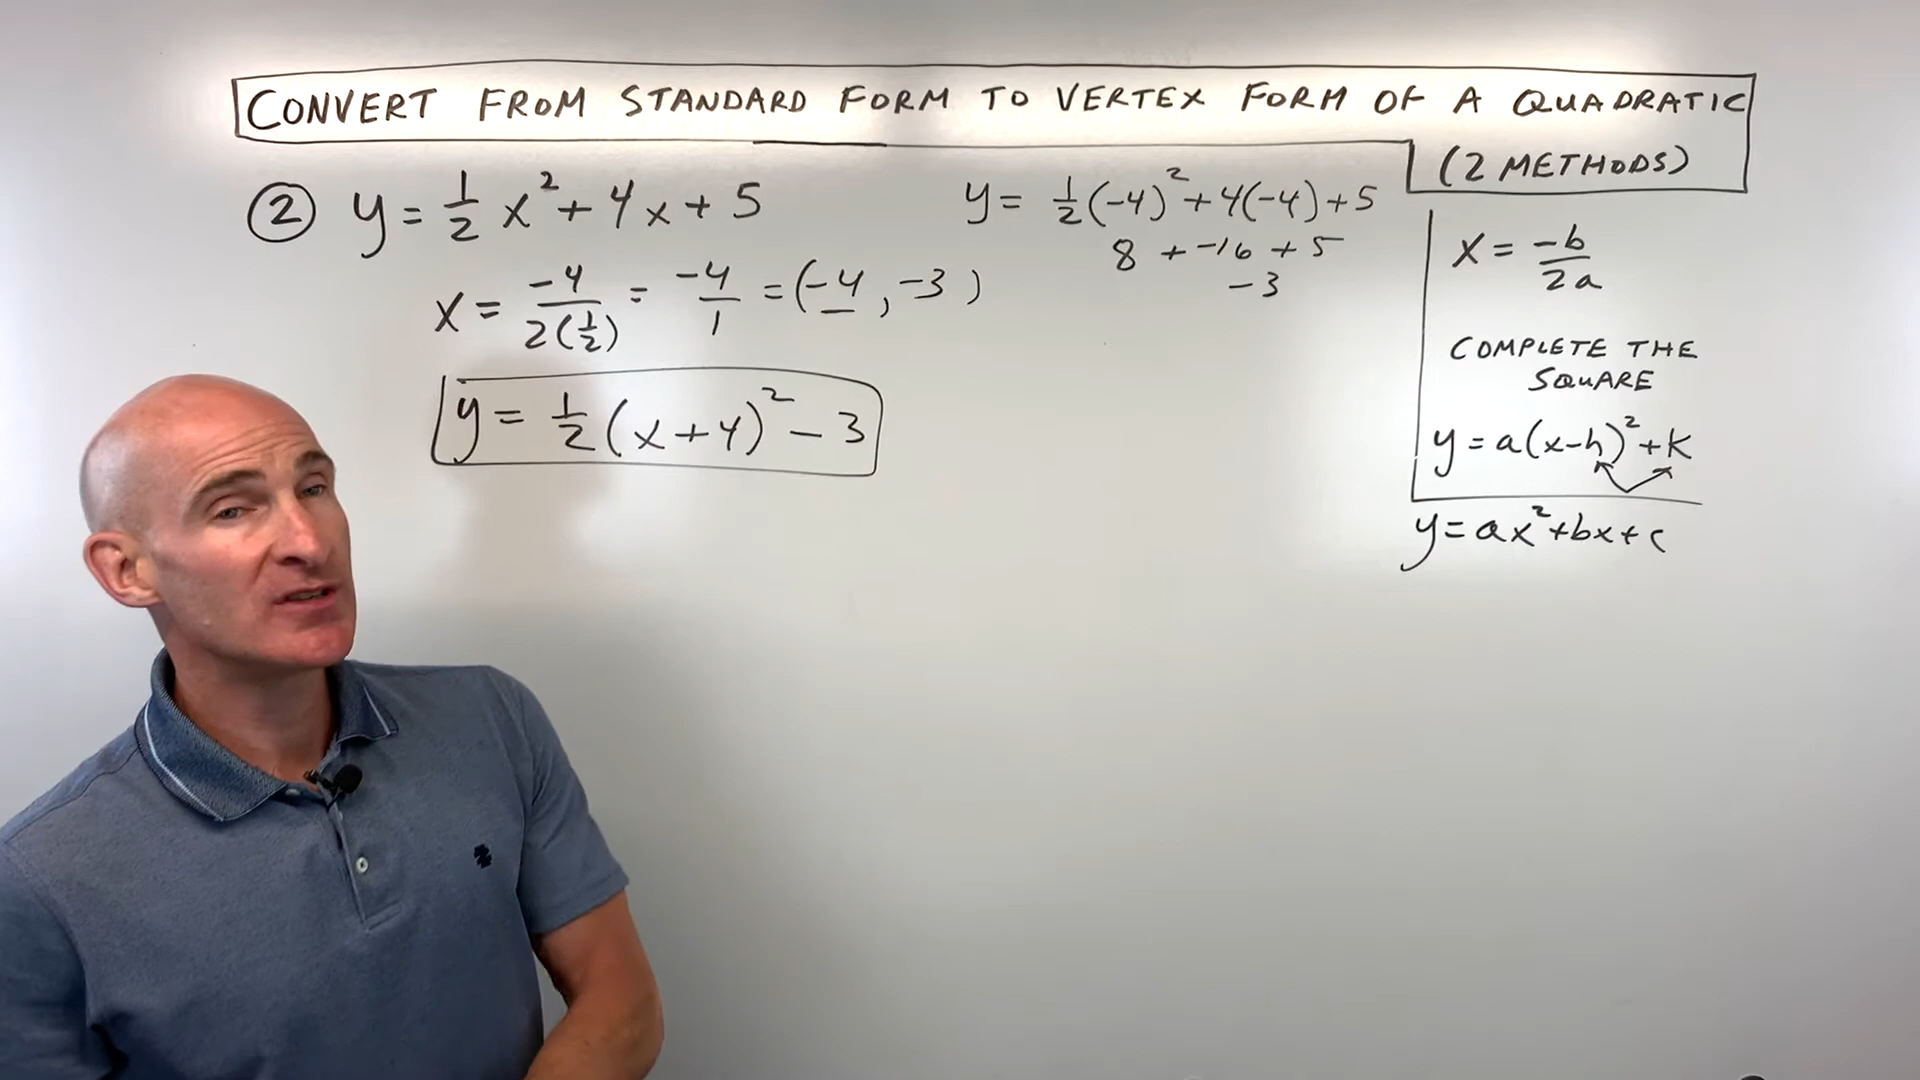 CONVERT FROM STANDARD FORM TO VERTEX FORM OF A QUADRATIC
(2 METHODS)
② y = 1/2 x² + 4x + 5
x = -4/2(1/2) = -4/1 = (-4, -3)
y = 1/2 (x+4)² - 3
y = 1/2 (-4)² + 4(-4) + 5
8 + -16 + 5
-3
x = -b/2a
COMPLETE THE
SQUARE
y = a(x-h)² + k
y = ax² + bx + c